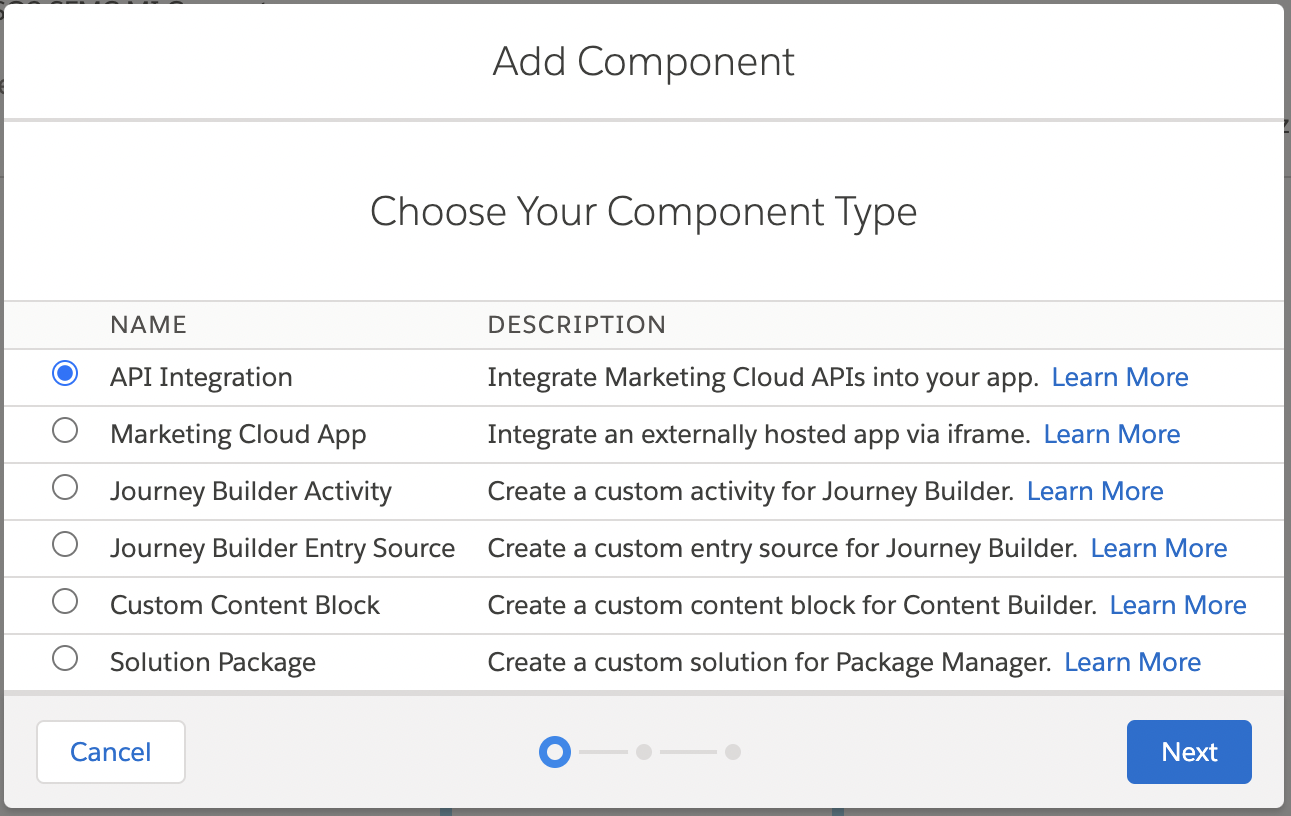 Add Component
Choose Your Component Type
NAME DESCRIPTION
API Integration Integrate Marketing Cloud APIs into your app. Learn More
Marketing Cloud App Integrate an externally hosted app via iframe. Learn More
Journey Builder Activity Create a custom activity for Journey Builder. Learn More
Journey Builder Entry Source Create a custom entry source for Journey Builder. Learn More
Custom Content Block Create a custom content block for Content Builder. Learn More
Solution Package Create a custom solution for Package Manager. Learn More
Cancel Next